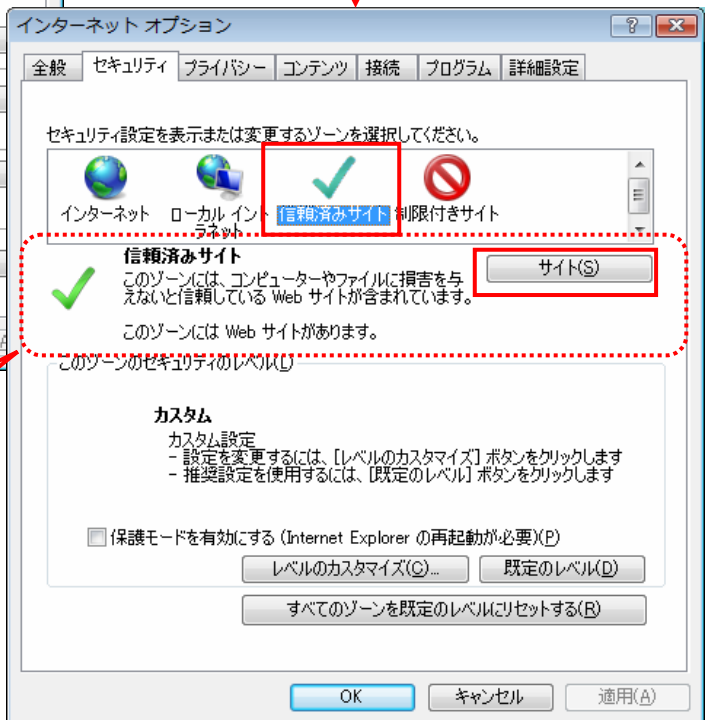 インターネット オプション
全般 セキュリティ プライバシー コンテンツ 接続 プログラム 詳細設定
セキュリティ設定を表示または変更するゾーンを選択してください。
インターネット ローカル イント 信頼済みサイト 制限付きサイト
ラネット
信頼済みサイト
サイト(S)
このゾーンには、コンピューターやファイルに損害を与
えないと信頼している Web サイトが含まれています。
このゾーンには Web サイトがあります。
このゾーンのセキュリティのレベル(L)
カスタム
カスタム設定
- 設定を変更するには、[レベルのカスタマイズ] ボタンをクリックします
- 推奨設定を使用するには、[既定のレベル] ボタンをクリックします
保護モードを有効にする (Internet Explorer の再起動が必要)(P)
レベルのカスタマイズ(C)... 既定のレベル(D)
すべてのゾーンを既定のレベルにリセットする(R)
OK キャンセル 適用(A)